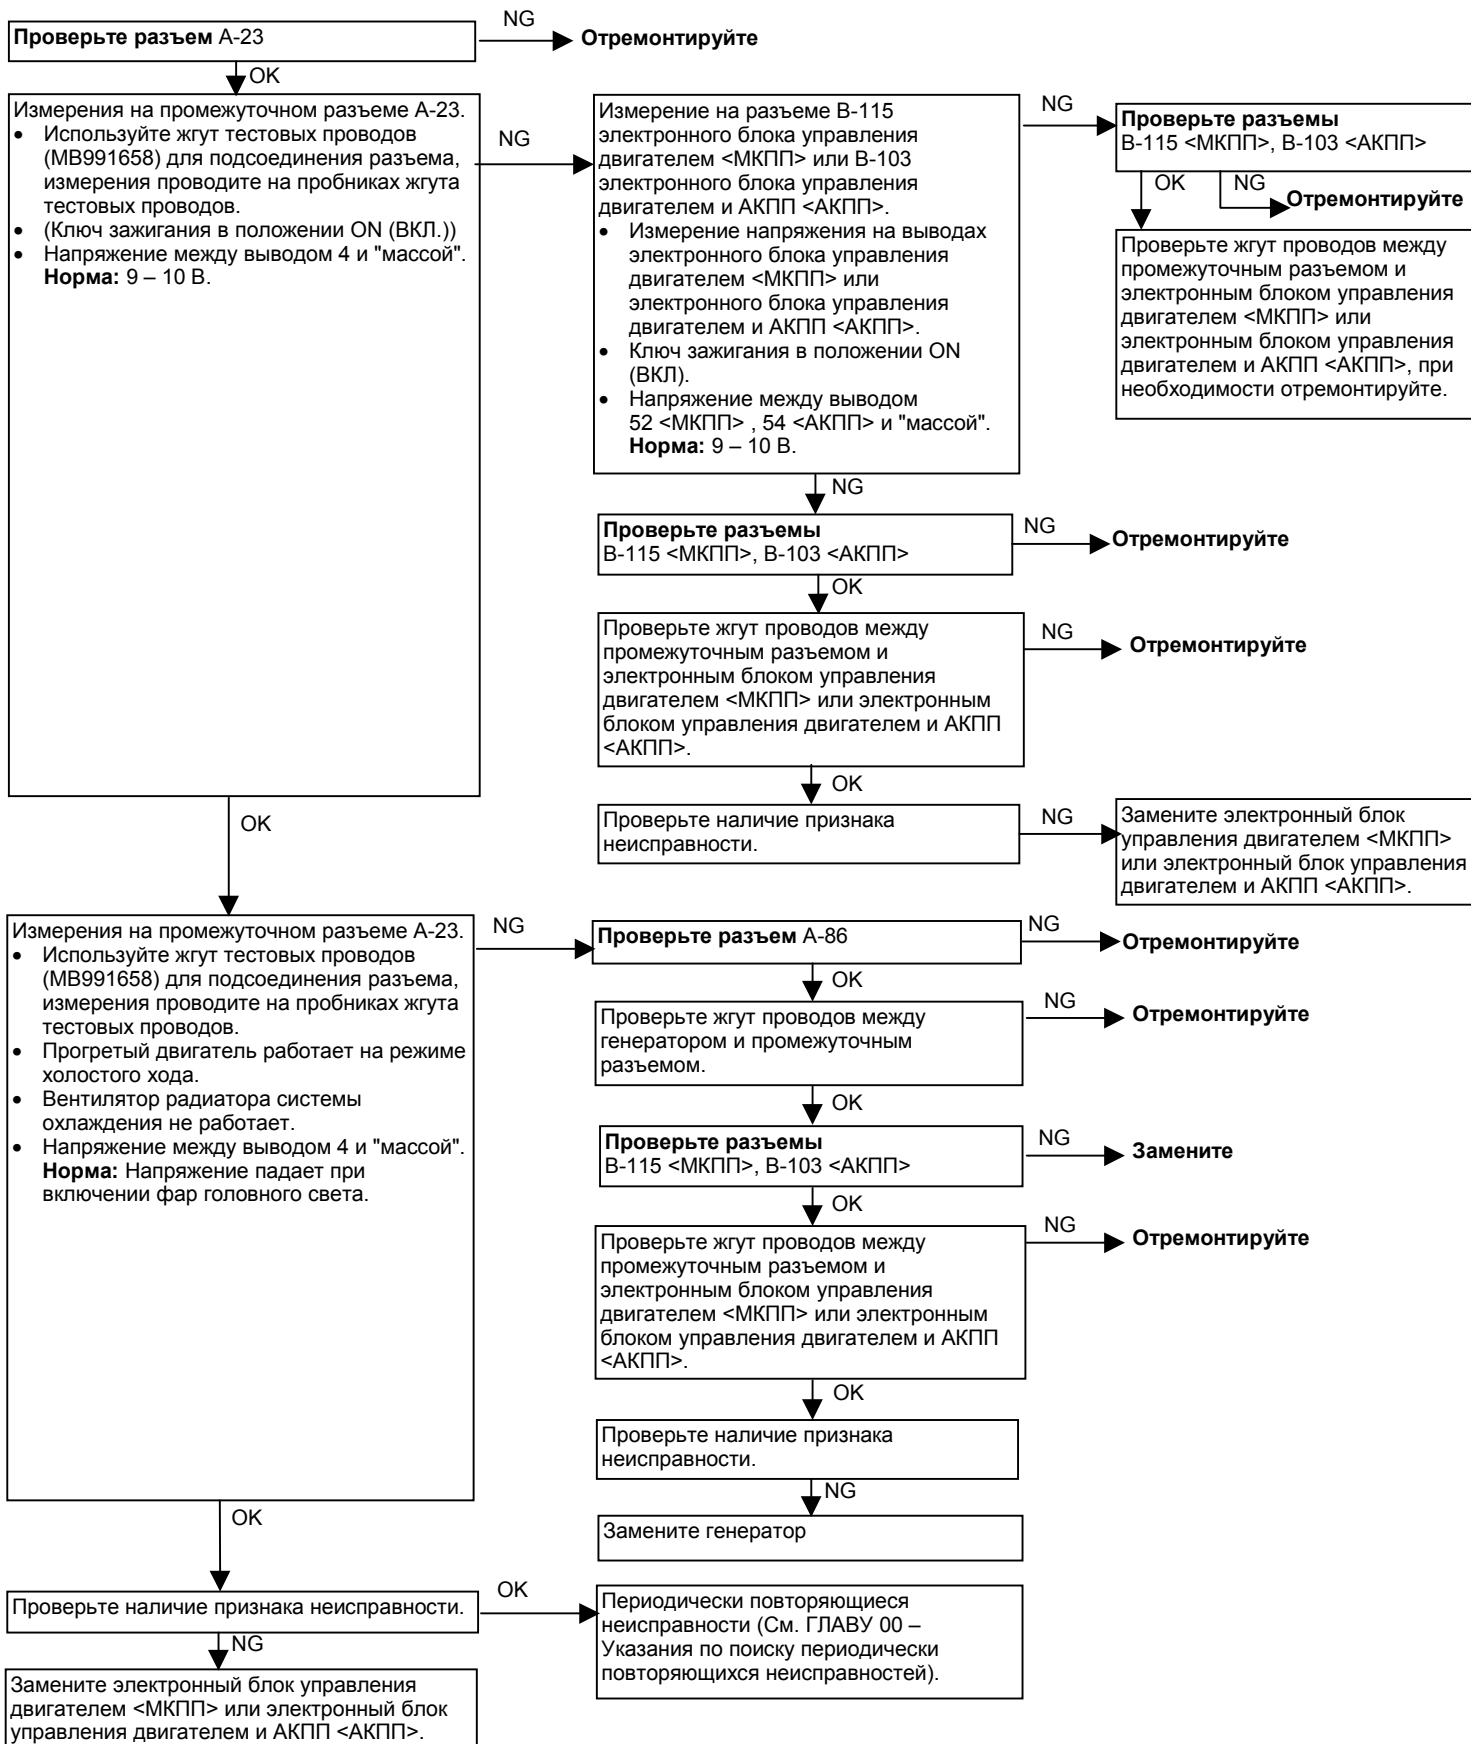 Проверьте разъем А-23
NG
Отремонтируйте
OK
Измерения на промежуточном разъеме А-23.
• Используйте жгут тестовых проводов
(MB991658) для подсоединения разъема,
измерения проводите на пробниках жгута
тестовых проводов.
• (Ключ зажигания в положении ON (ВКЛ.))
• Напряжение между выводом 4 и "массой".
Норма: 9 – 10 В.
NG
Измерение на разъеме В-115
электронного блока управления
двигателем <МКПП> или В-103
электронного блока управления
двигателем и АКПП <АКПП>.
• Измерение напряжения на выводах
электронного блока управления
двигателем <МКПП> или
электронного блока управления
двигателем и АКПП <АКПП>.
• Ключ зажигания в положении ON
(ВКЛ).
• Напряжение между выводом
52 <МКПП> , 54 <АКПП> и "массой".
Норма: 9 – 10 В.
NG
Проверьте разъемы
В-115 <МКПП>, В-103 <АКПП>
OK
NG
Отремонтируйте
Проверьте жгут проводов между
промежуточным разъемом и
электронным блоком управления
двигателем <МКПП> или
электронным блоком управления
двигателем и АКПП <АКПП>, при
необходимости отремонтируйте.
NG
Проверьте разъемы
В-115 <МКПП>, В-103 <АКПП>
NG
Отремонтируйте
OK
Проверьте жгут проводов между
промежуточным разъемом и
электронным блоком управления
двигателем <МКПП> или электронным
блоком управления двигателем и АКПП
<АКПП>.
NG
Отремонтируйте
OK
Проверьте наличие признака
неисправности.
NG
Замените электронный блок
управления двигателем <МКПП>
или электронный блок управления
двигателем и АКПП <АКПП>.
OK
Измерения на промежуточном разъеме А-23.
• Используйте жгут тестовых проводов
(MB991658) для подсоединения разъема,
измерения проводите на пробниках жгута
тестовых проводов.
• Прогретый двигатель работает на режиме
холостого хода.
• Вентилятор радиатора системы
охлаждения не работает.
• Напряжение между выводом 4 и "массой".
Норма: Напряжение падает при
включении фар головного света.
NG
Проверьте разъем А-86
NG
Отремонтируйте
OK
Проверьте жгут проводов между
генератором и промежуточным
разъемом.
NG
Отремонтируйте
OK
Проверьте разъемы
В-115 <МКПП>, В-103 <АКПП>
NG
Замените
OK
Проверьте жгут проводов между
промежуточным разъемом и
электронным блоком управления
двигателем <МКПП> или электронным
блоком управления двигателем и АКПП
<АКПП>.
NG
Отремонтируйте
OK
Проверьте наличие признака
неисправности.
NG
Замените генератор
OK
Проверьте наличие признака неисправности.
OK
Периодически повторяющиеся
неисправности (См. ГЛАВУ 00 –
Указания по поиску периодически
повторяющихся неисправностей).
NG
Замените электронный блок управления
двигателем <МКПП> или электронный блок
управления двигателем и АКПП <АКПП>.